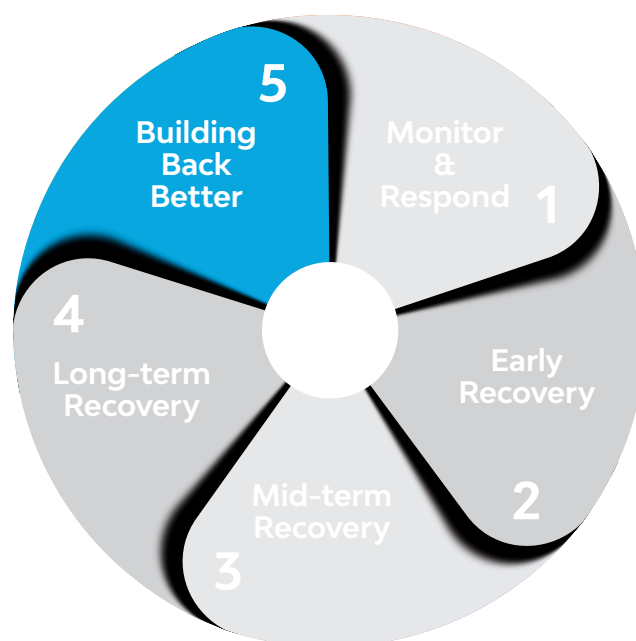 5
Building
Back
Better
Monitor
&
Respond
1
Early
Recovery
2
Mid-term
Recovery
3
4
Long-term
Recovery